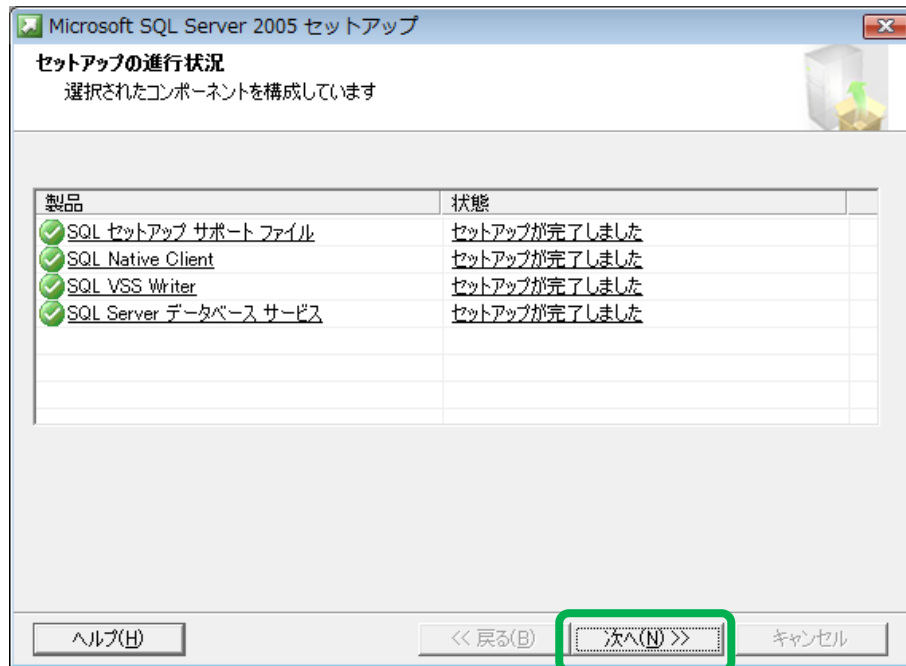 Microsoft SQL Server 2005 セットアップ
セットアップの進行状況
選択されたコンポーネントを構成しています
製品 状態
SQL セットアップ サポート ファイル セットアップが完了しました
SQL Native Client セットアップが完了しました
SQL VSS Writer セットアップが完了しました
SQL Server データベース サービス セットアップが完了しました
ヘルプ(H) << 戻る(B) 次へ(N) >> キャンセル